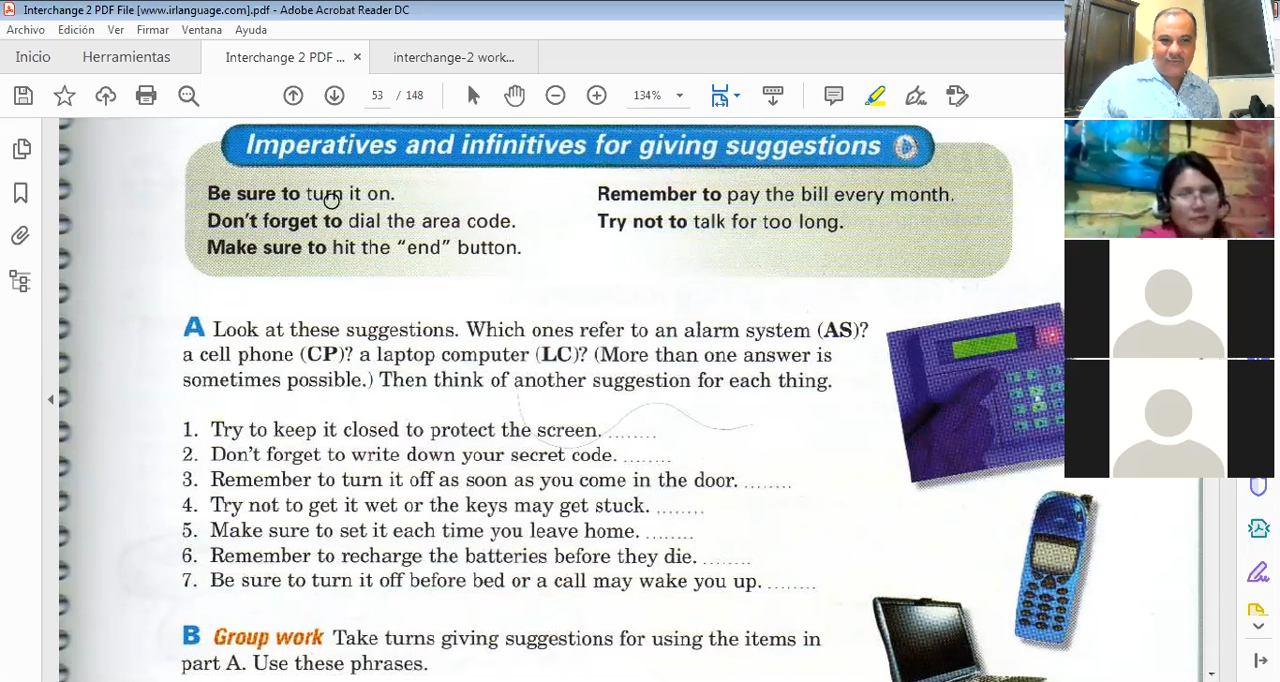 Interchange 2 PDF File [www.irlanguage.com].pdf - Adobe Acrobat Reader DC
Archivo Edición Ver Firmar Ventana Ayuda
Inicio Herramientas Interchange 2 PDF ... × interchange-2 work...
53 / 148 134%
Imperatives and infinitives for giving suggestions
Be sure to turn it on.
Don't forget to dial the area code.
Make sure to hit the "end" button.
Remember to pay the bill every month.
Try not to talk for too long.
A Look at these suggestions. Which ones refer to an alarm system (AS)?
a cell phone (CP)? a laptop computer (LC)? (More than one answer is
sometimes possible.) Then think of another suggestion for each thing.
1. Try to keep it closed to protect the screen. ........
2. Don't forget to write down your secret code. ........
3. Remember to turn it off as soon as you come in the door. ........
4. Try not to get it wet or the keys may get stuck. ........
5. Make sure to set it each time you leave home. ........
6. Remember to recharge the batteries before they die. ........
7. Be sure to turn it off before bed or a call may wake you up. ........
B Group work Take turns giving suggestions for using the items in
part A. Use these phrases.